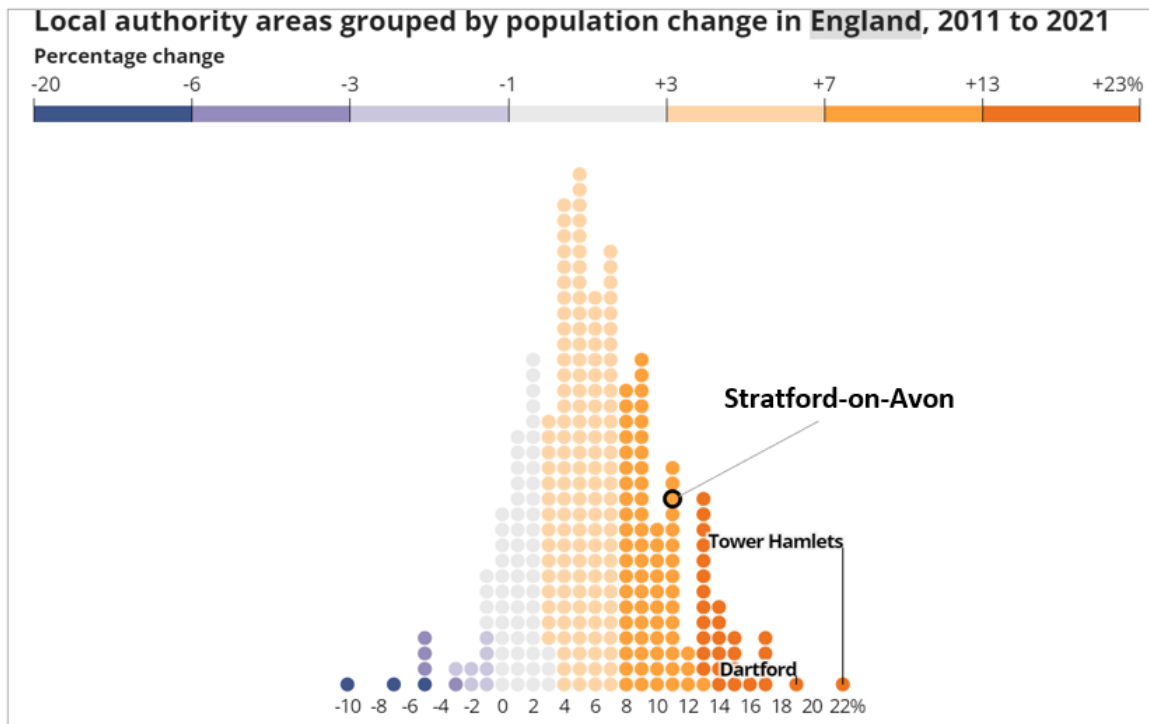 Local authority areas grouped by population change in England, 2011 to 2021
Percentage change
-20 -6 -3 -1 +3 +7 +13 +23%
Stratford-on-Avon
Tower Hamlets
Dartford
-10 -8 -6 -4 -2 0 2 4 6 8 10 12 14 16 18 20 22%